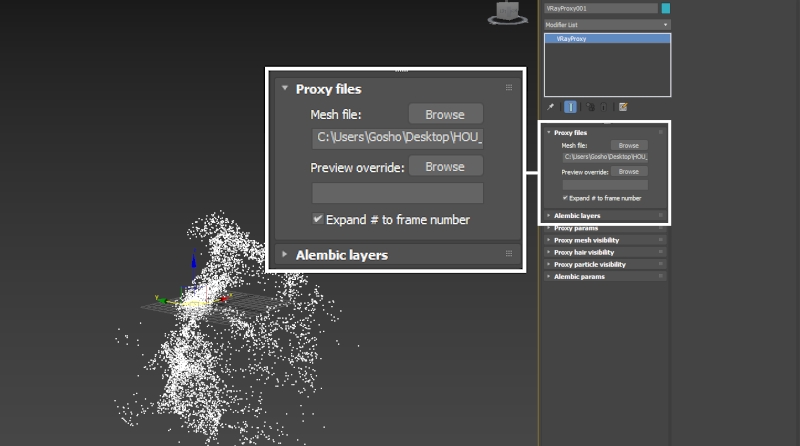 VRayProxy001
Modifier List
VRayProxy
Proxy files
Mesh file: Browse
C:\Users\Gosho\Desktop\HOU_
Preview override: Browse
Expand # to frame number
Alembic layers
Proxy files
Mesh file: Browse
C:\Users\Gosho\Desktop\HOU_
Preview override: Browse
Expand # to frame number
Alembic layers
Proxy params
Proxy mesh visibility
Proxy hair visibility
Proxy particle visibility
Alembic params